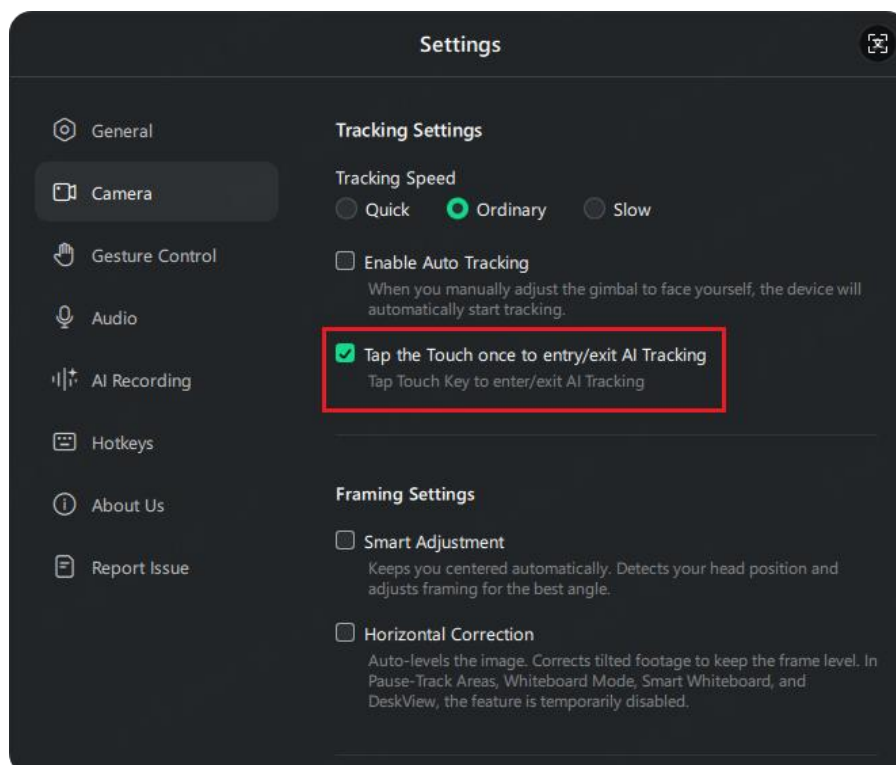 Settings
General
Camera
Gesture Control
Audio
AI Recording
Hotkeys
About Us
Report Issue
Tracking Settings
Tracking Speed
Quick
Ordinary
Slow
Enable Auto Tracking
When you manually adjust the gimbal to face yourself, the device will
automatically start tracking.
Tap the Touch once to entry/exit AI Tracking
Tap Touch Key to enter/exit AI Tracking
Framing Settings
Smart Adjustment
Keeps you centered automatically. Detects your head position and
adjusts framing for the best angle.
Horizontal Correction
Auto-levels the image. Corrects tilted footage to keep the frame level. In
Pause-Track Areas, Whiteboard Mode, Smart Whiteboard, and
DeskView, the feature is temporarily disabled.